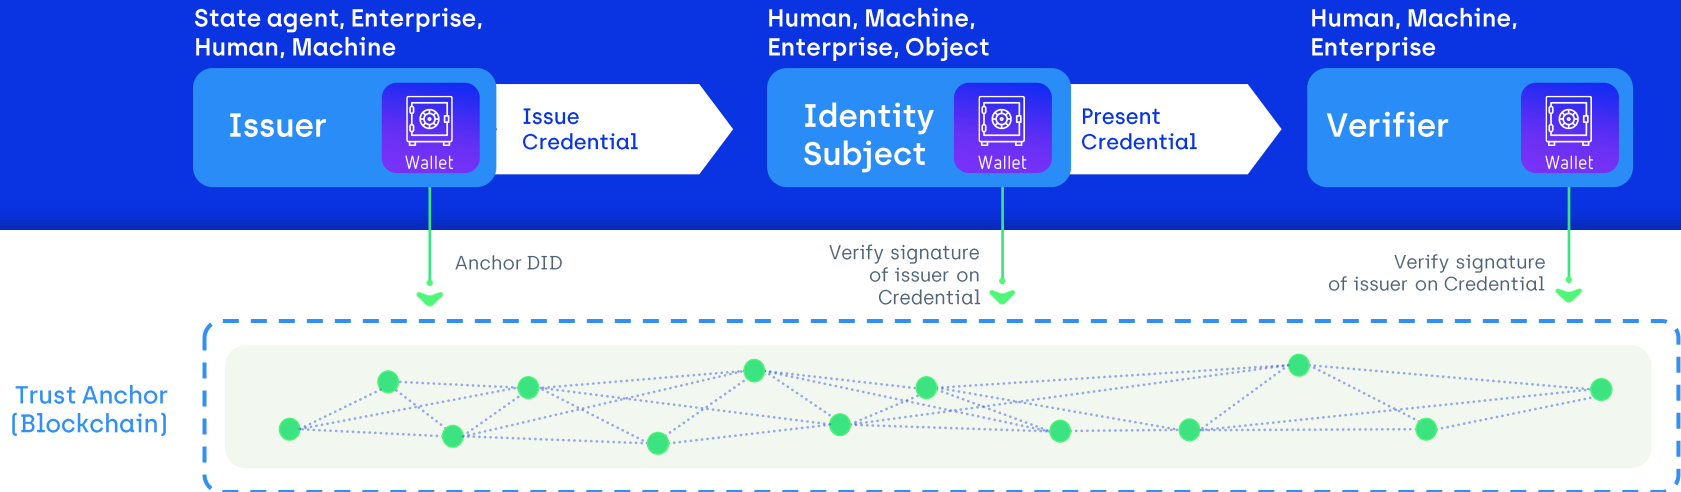 State agent, Enterprise,
Human, Machine
Human, Machine,
Enterprise, Object
Human, Machine,
Enterprise
Issuer
Wallet
Issue
Credential
Identity
Subject
Wallet
Present
Credential
Verifier
Wallet
Anchor DID
Verify signature
of issuer on
Credential
Verify signature
of issuer on Credential
Trust Anchor
(Blockchain)